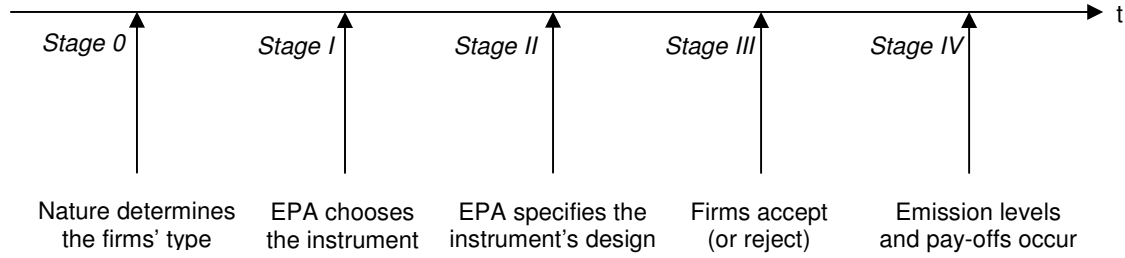 t
Stage 0
Stage I
Stage II
Stage III
Stage IV
Nature determines
the firms' type
EPA chooses
the instrument
EPA specifies the
instrument's design
Firms accept
(or reject)
Emission levels
and pay-offs occur